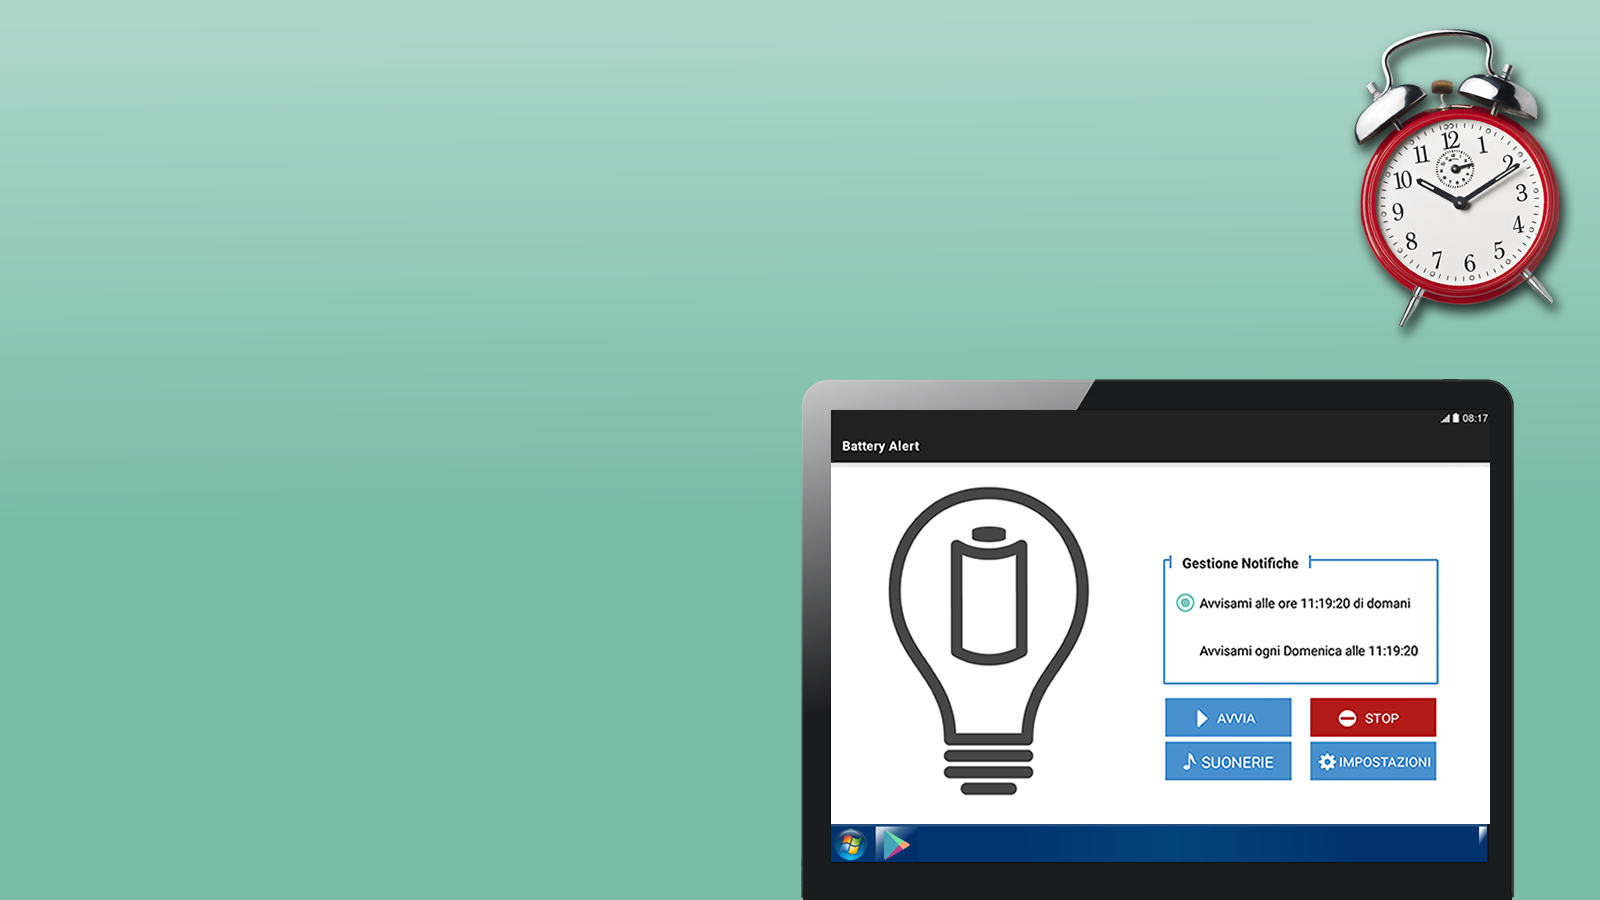 12
1
2
3
4
5
6
7
8
9
10
11
08:17
Battery Alert
Gestione Notifiche
Avvisami alle ore 11:19:20 di domani
Avvisami ogni Domenica alle 11:19:20
AVVIA
STOP
SUONERIE
IMPOSTAZIONI